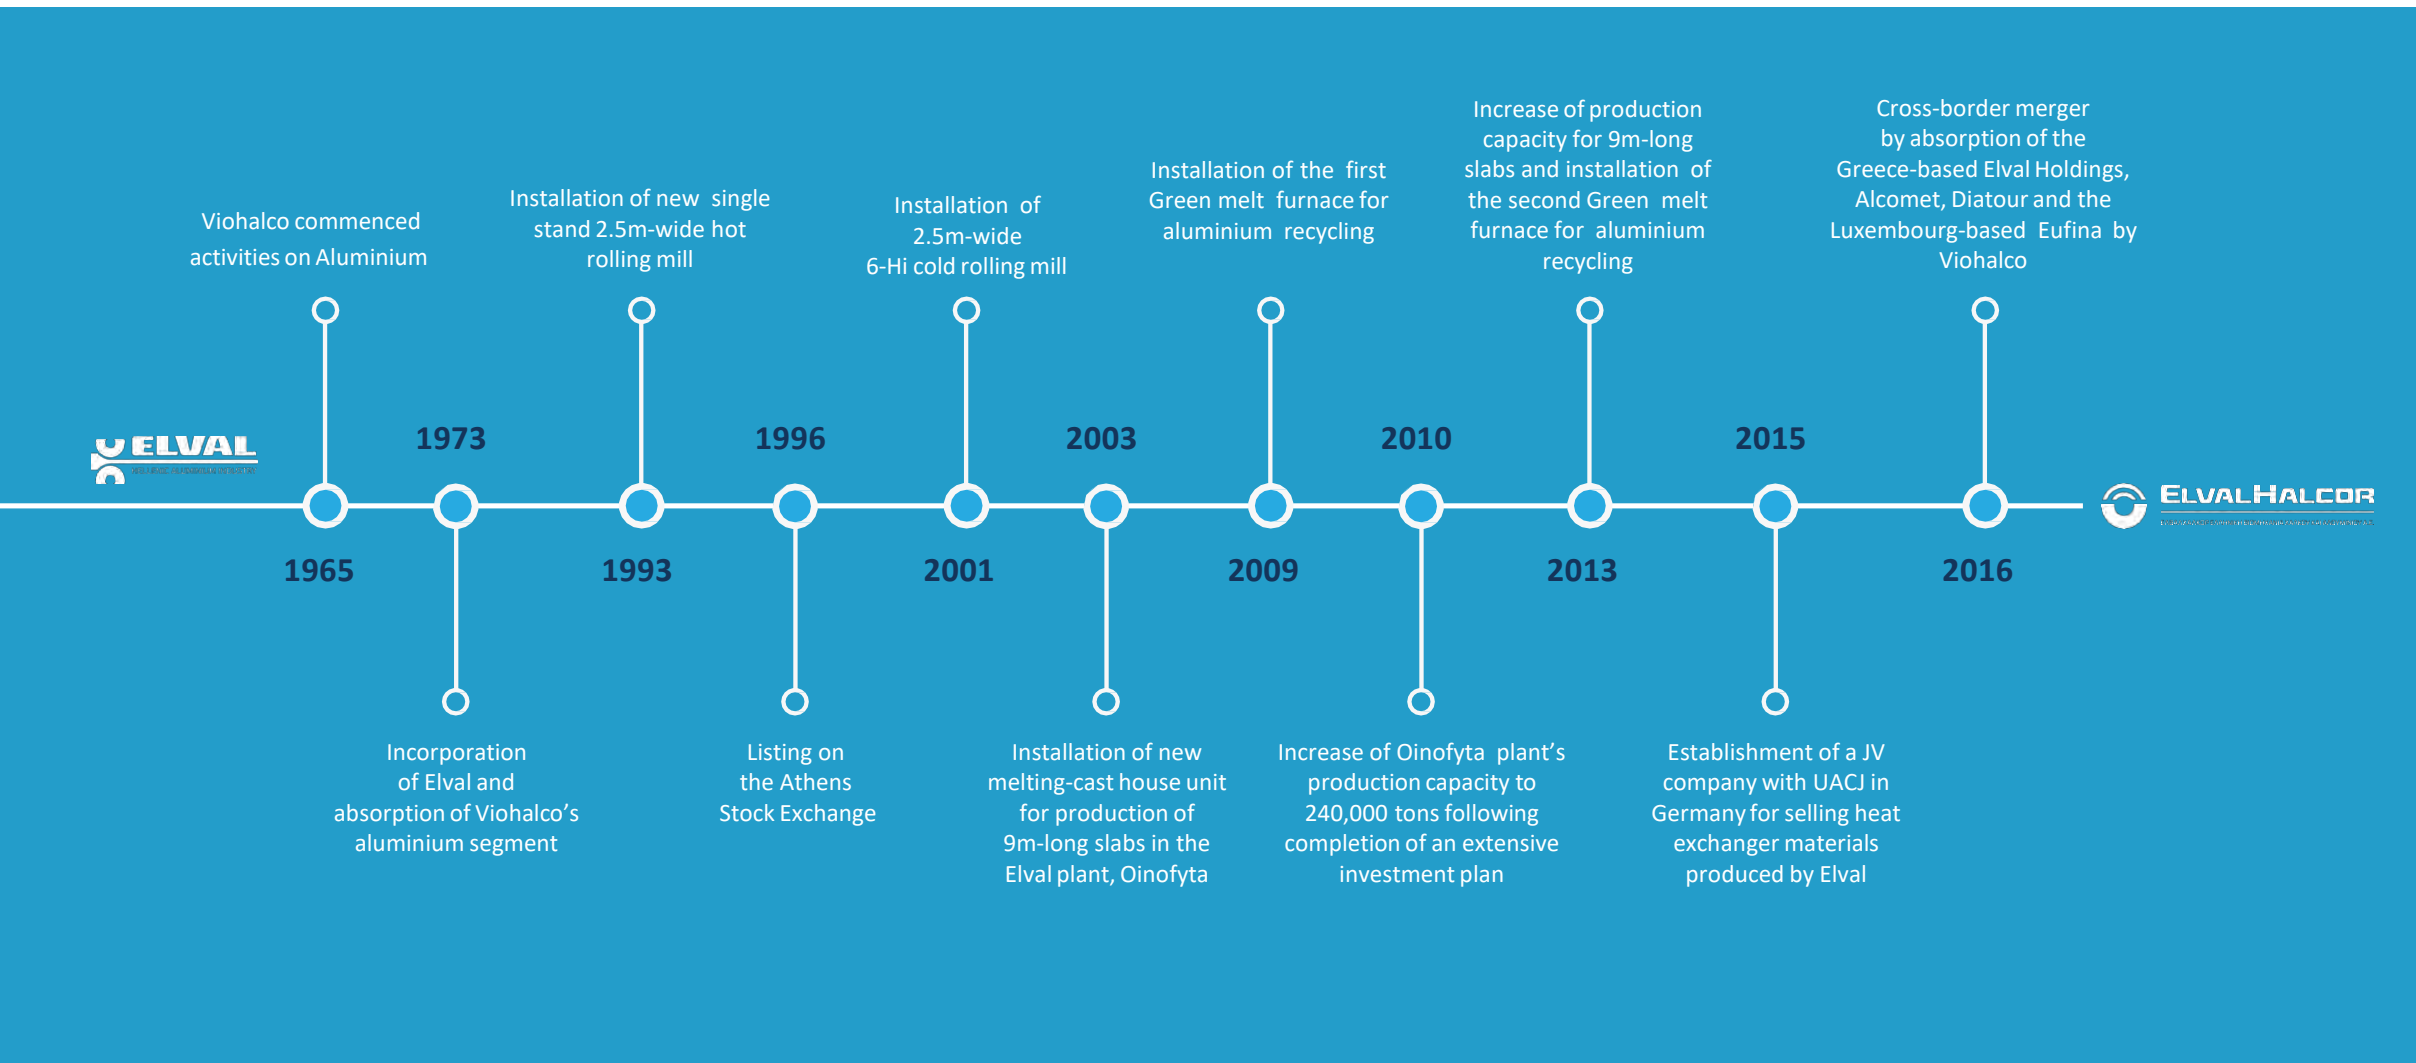 Viohalco commenced
activities on Aluminium
1965
1973
Incorporation
of Elval and
absorption of Viohalco's
aluminium segment
Installation of new single
stand 2.5m-wide hot
rolling mill
1993
1996
Listing on
the Athens
Stock Exchange
Installation of
2.5m-wide
6-Hi cold rolling mill
2001
2003
Installation of new
melting-cast house unit
for production of
9m-long slabs in the
Elval plant, Oinofyta
Installation of the first
Green melt furnace for
aluminium recycling
2009
2010
Increase of Oinofyta plant’s
production capacity to
240,000 tons following
completion of an extensive
investment plan
Increase of production
capacity for 9m-long
slabs and installation of
the second Green melt
furnace for aluminium
recycling
2013
2015
Establishment of a JV
company with UACJ in
Germany for selling heat
exchanger materials
produced by Elval
Cross-border merger
by absorption of the
Greece-based Elval Holdings,
Alcomet, Diatour and the
Luxembourg-based Eufina by
Viohalco
2016
ELVAL
ELVALHALCOR